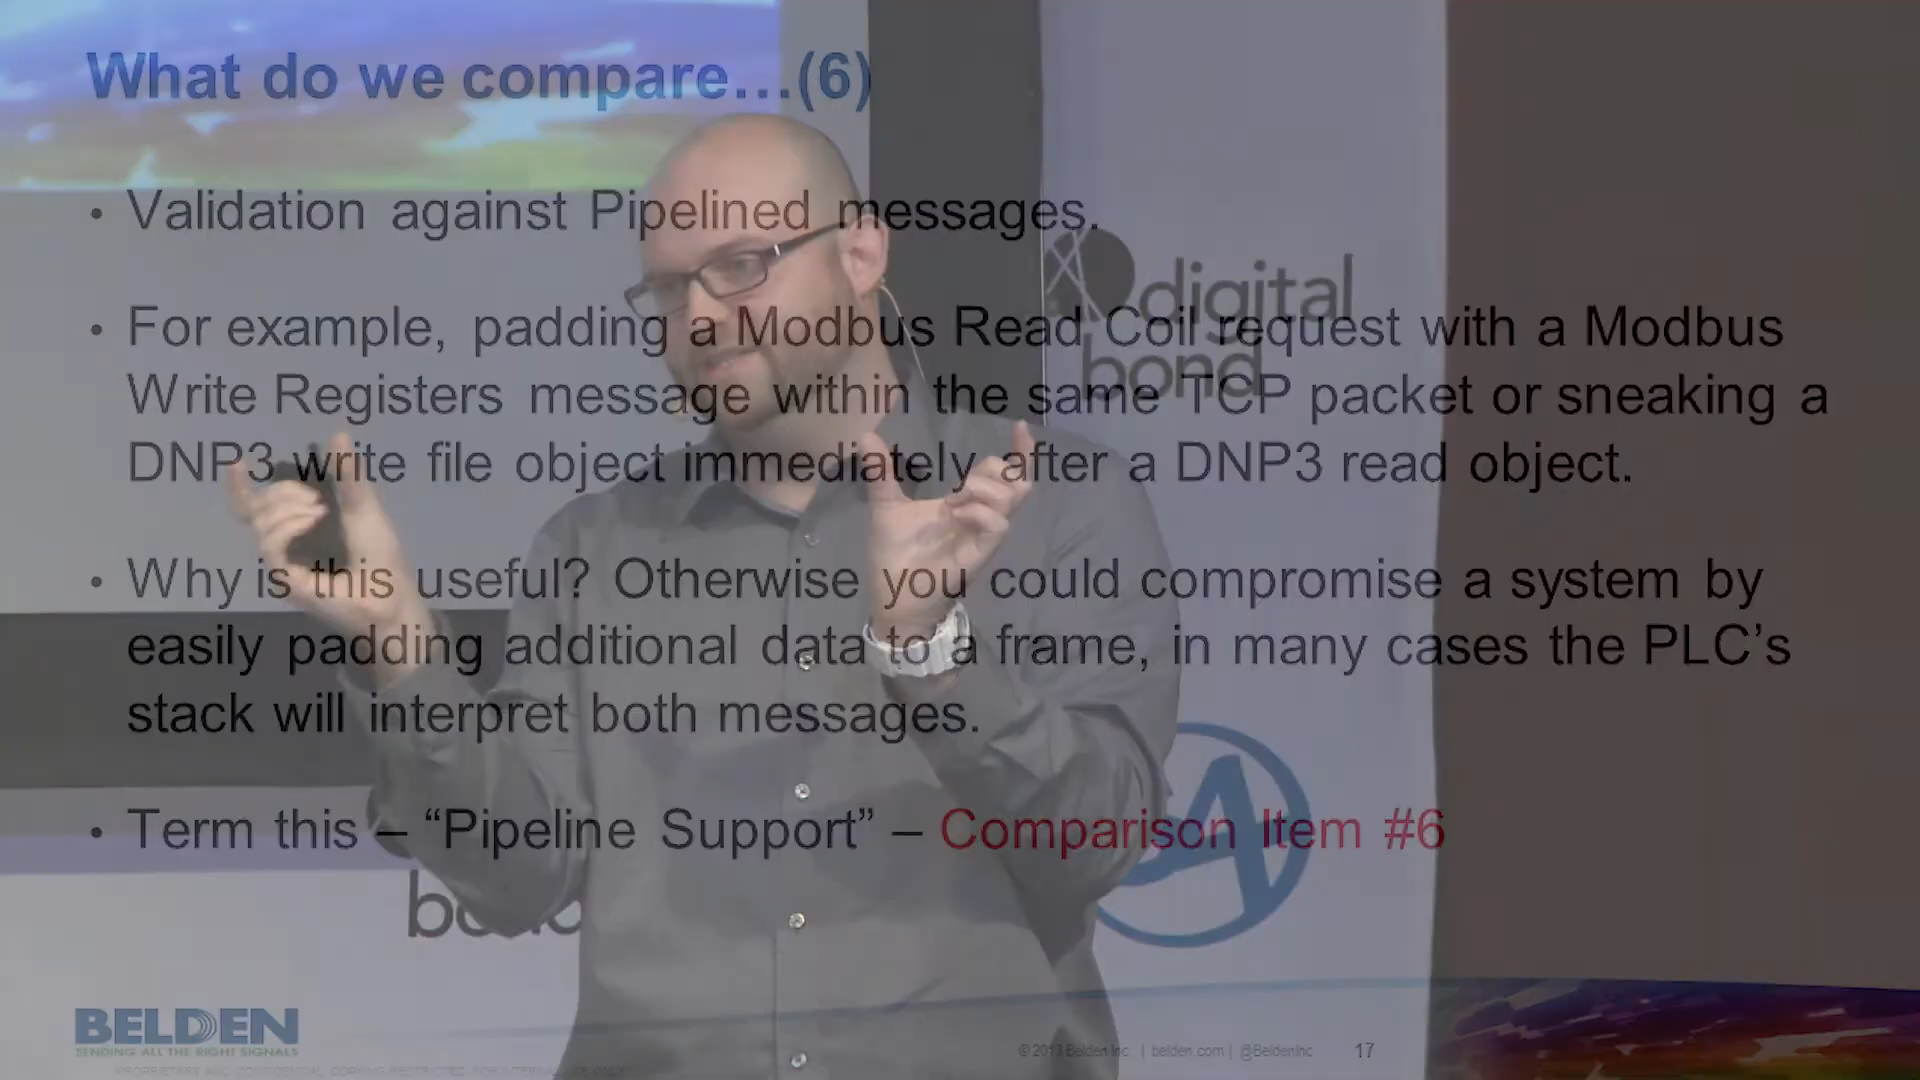 What do we compare…(6)
• Validation against Pipelined messages.
• For example, padding a Modbus Read Coil request with a Modbus
Write Registers message within the same TCP packet or sneaking a
DNP3 write file object immediately after a DNP3 read object.
• Why is this useful? Otherwise you could compromise a system by
easily padding additional data to a frame, in many cases the PLC’s
stack will interpret both messages.
• Term this – “Pipeline Support” – Comparison Item #6
digital
bond
BELDEN
SENDING ALL THE RIGHT SIGNALS
© 2013 Belden Inc. | belden.com | @BeldenInc 17